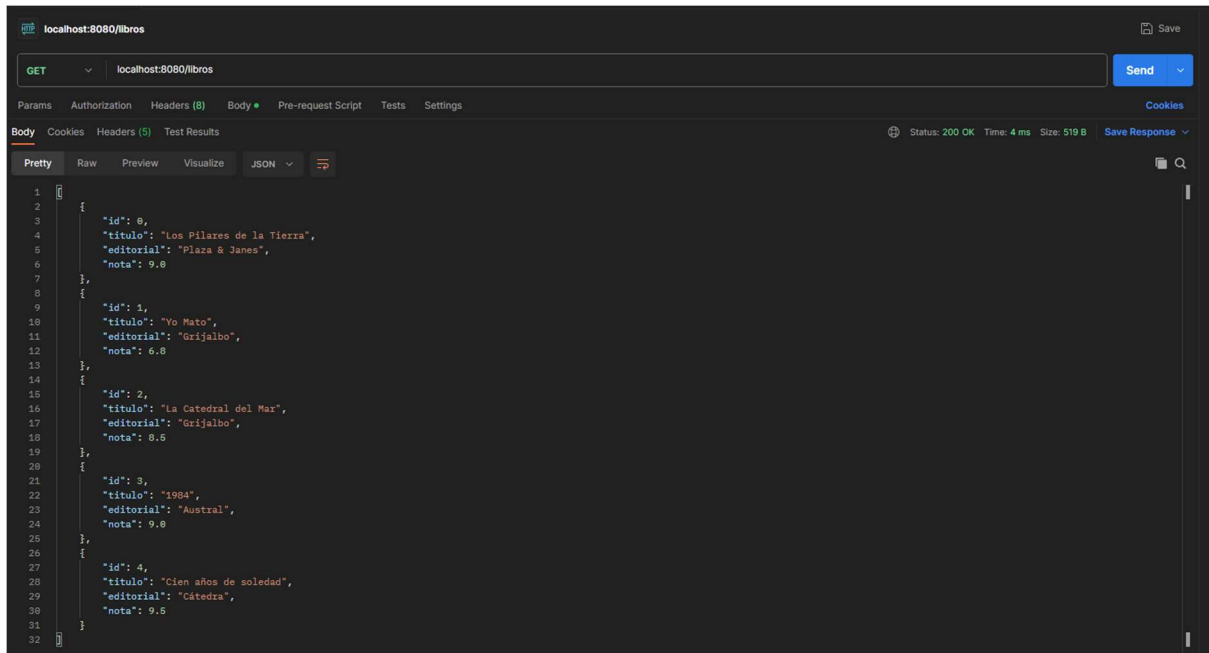 HTTP localhost:8080/libros
Save
GET localhost:8080/libros
Send
Params Authorization Headers (8) Body Pre-request Script Tests Settings
Cookies
Body Cookies Headers (5) Test Results
Status: 200 OK Time: 4 ms Size: 519 B Save Response
Pretty Raw Preview Visualize JSON
1 [
2 {
3 "id": 0,
4 "titulo": "Los Pilares de la Tierra",
5 "editorial": "Plaza & Janes",
6 "nota": 9.0
7 },
8 {
9 "id": 1,
10 "titulo": "Yo Mato",
11 "editorial": "Grijalbo",
12 "nota": 6.8
13 },
14 {
15 "id": 2,
16 "titulo": "La Catedral del Mar",
17 "editorial": "Grijalbo",
18 "nota": 8.5
19 },
20 {
21 "id": 3,
22 "titulo": "1984",
23 "editorial": "Austral",
24 "nota": 9.0
25 },
26 {
27 "id": 4,
28 "titulo": "Cien años de soledad",
29 "editorial": "Cátedra",
30 "nota": 9.5
31 }
32 ]